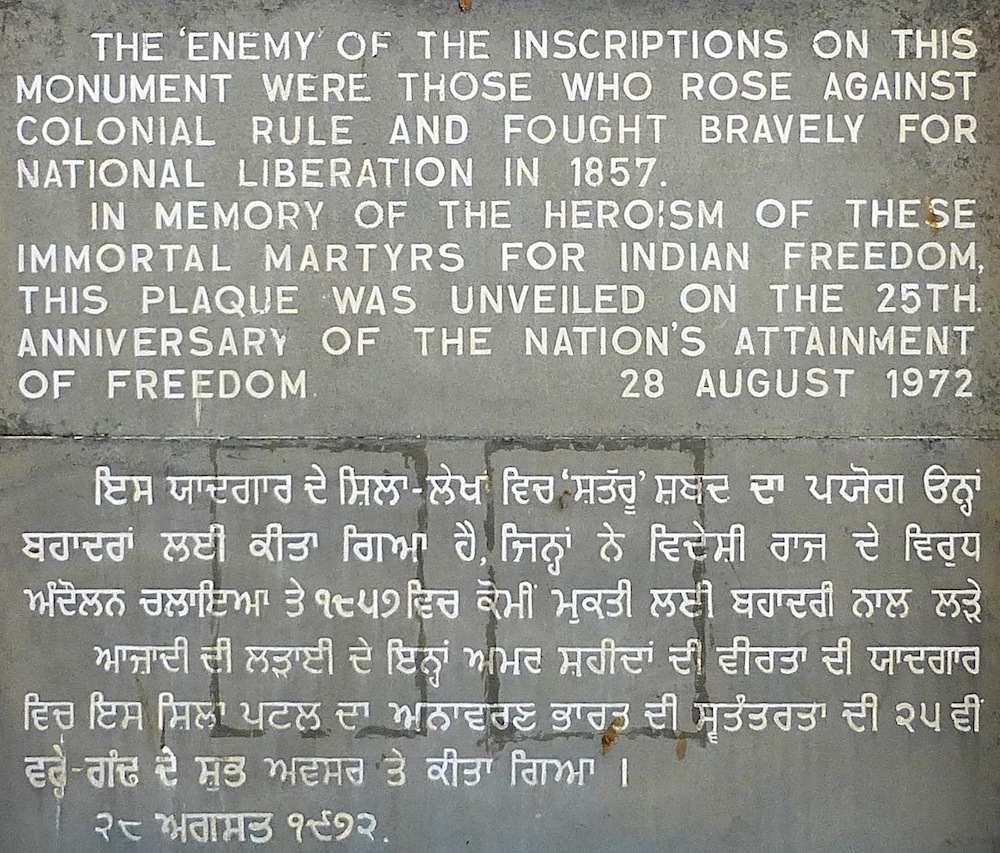 THE 'ENEMY' OF THE INSCRIPTIONS ON THIS
MONUMENT WERE THOSE WHO ROSE AGAINST
COLONIAL RULE AND FOUGHT BRAVELY FOR
NATIONAL LIBERATION IN 1857.
IN MEMORY OF THE HEROISM OF THESE
IMMORTAL MARTYRS FOR INDIAN FREEDOM,
THIS PLAQUE WAS UNVEILED ON THE 25TH.
ANNIVERSARY OF THE NATION'S ATTAINMENT
OF FREEDOM. 28 AUGUST 1972
ਇਸ ਯਾਦਗਾਰ ਦੇ ਸ਼ਿਲਾ-ਲੇਖਾਂ ਵਿਚ 'ਸ਼ਤੱਰੂ' ਸ਼ਬਦ ਦਾ ਪਯੋਗ ਓਨ੍ਹਾਂ
ਬਹਾਦਰਾਂ ਲਈ ਕੀਤਾ ਗਿਆ ਹੈ, ਜਿਨ੍ਹਾਂ ਨੇ ਵਿਦੇਸ਼ੀ ਰਾਜ ਦੇ ਵਿਰੁਧ
ਅੰਦੋਲਨ ਚਲਾਇਆ ਤੇ ੧੮੫੭ ਵਿਚ ਕੌਮੀਂ ਮੁਕਤੀ ਲਈ ਬਹਾਦਰੀ ਨਾਲ ਲੜੇ
ਆਜ਼ਾਦੀ ਦੀ ਲੜਾਈ ਦੇ ਇਨ੍ਹਾਂ ਅਮਰ ਸ਼ਹੀਦਾਂ ਦੀ ਵੀਰਤਾ ਦੀ ਯਾਦਗਾਰ
ਵਿਚ ਇਸ ਸ਼ਿਲਾ ਪਟਲ ਦਾ ਅਨਾਵਰਣ ਭਾਰਤ ਦੀ ਸ੍ਵਤੰਤਰਤਾ ਦੀ ੨੫ ਵੀਂ
ਵਰ੍ਹੇ-ਗੰਢ ਦੇ ਸ਼ੁਭ ਅਵਸਰ ਤੇ ਕੀਤਾ ਗਿਆ ।
੨੮ ਅਗਸਤ ੧੯੭੨.